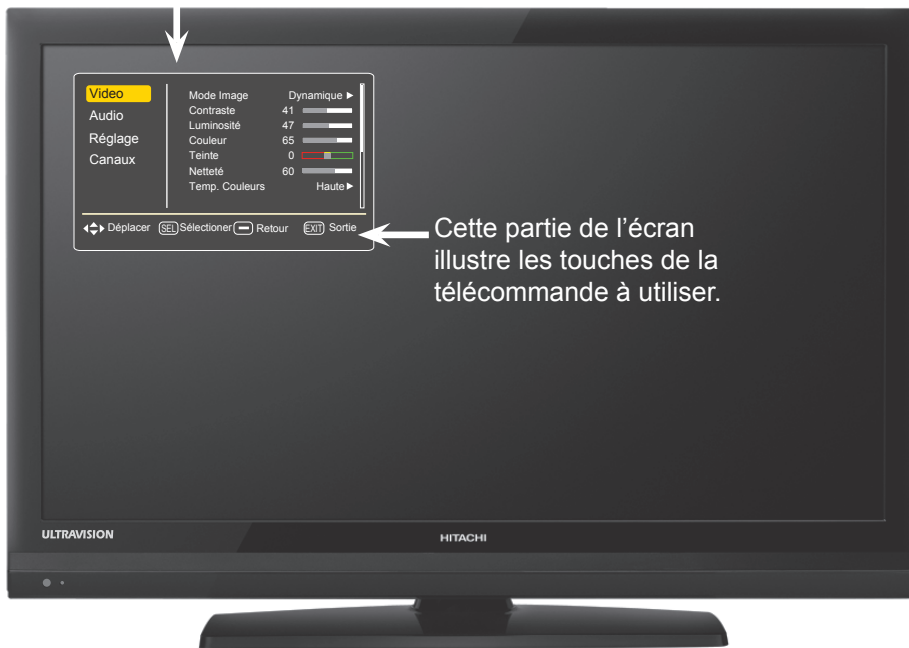 Video
Audio
Réglage
Canaux
Mode Image Dynamique
Contraste 41
Luminosité 47
Couleur 65
Teinte 0
Netteté 60
Temp. Couleurs Haute
Déplacer SEL Sélectioner Retour EXIT Sortie
Cette partie de l'écran
illustre les touches de la
télécommande à utiliser.
ULTRAVISION
HITACHI